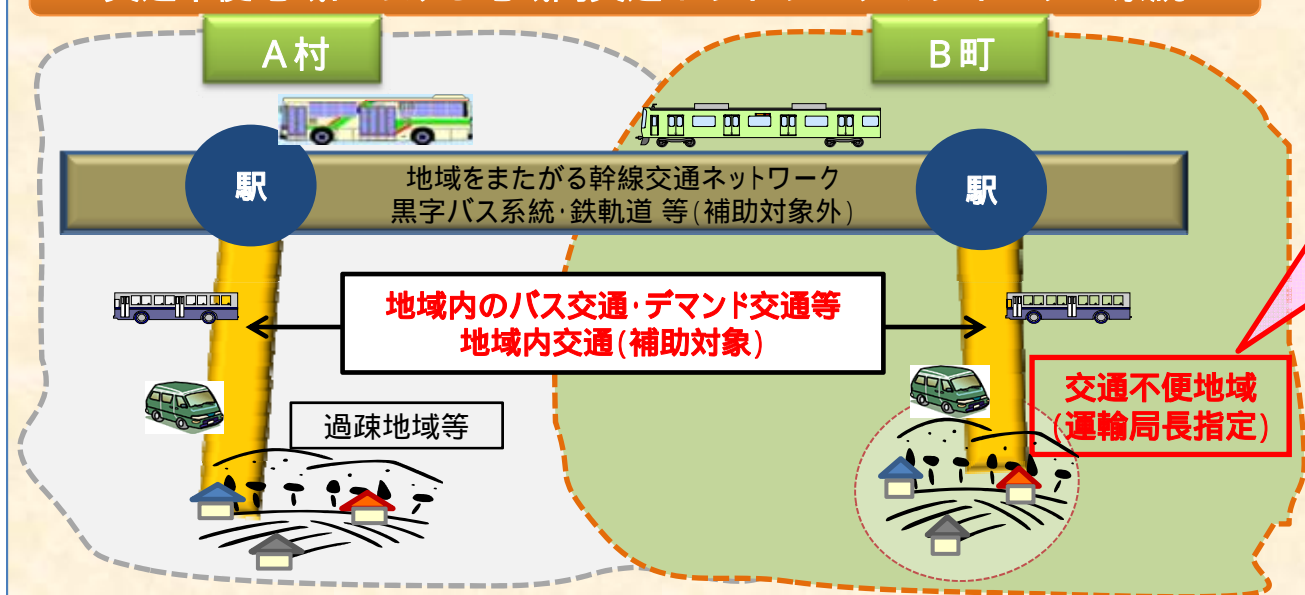 A村
B町
駅
地域をまたがる幹線交通ネットワーク
黒字バス系統・鉄軌道 等(補助対象外)
駅
地域内のバス交通・デマンド交通等
地域内交通(補助対象)
交通不便地域
(運輸局長指定)
過疎地域等